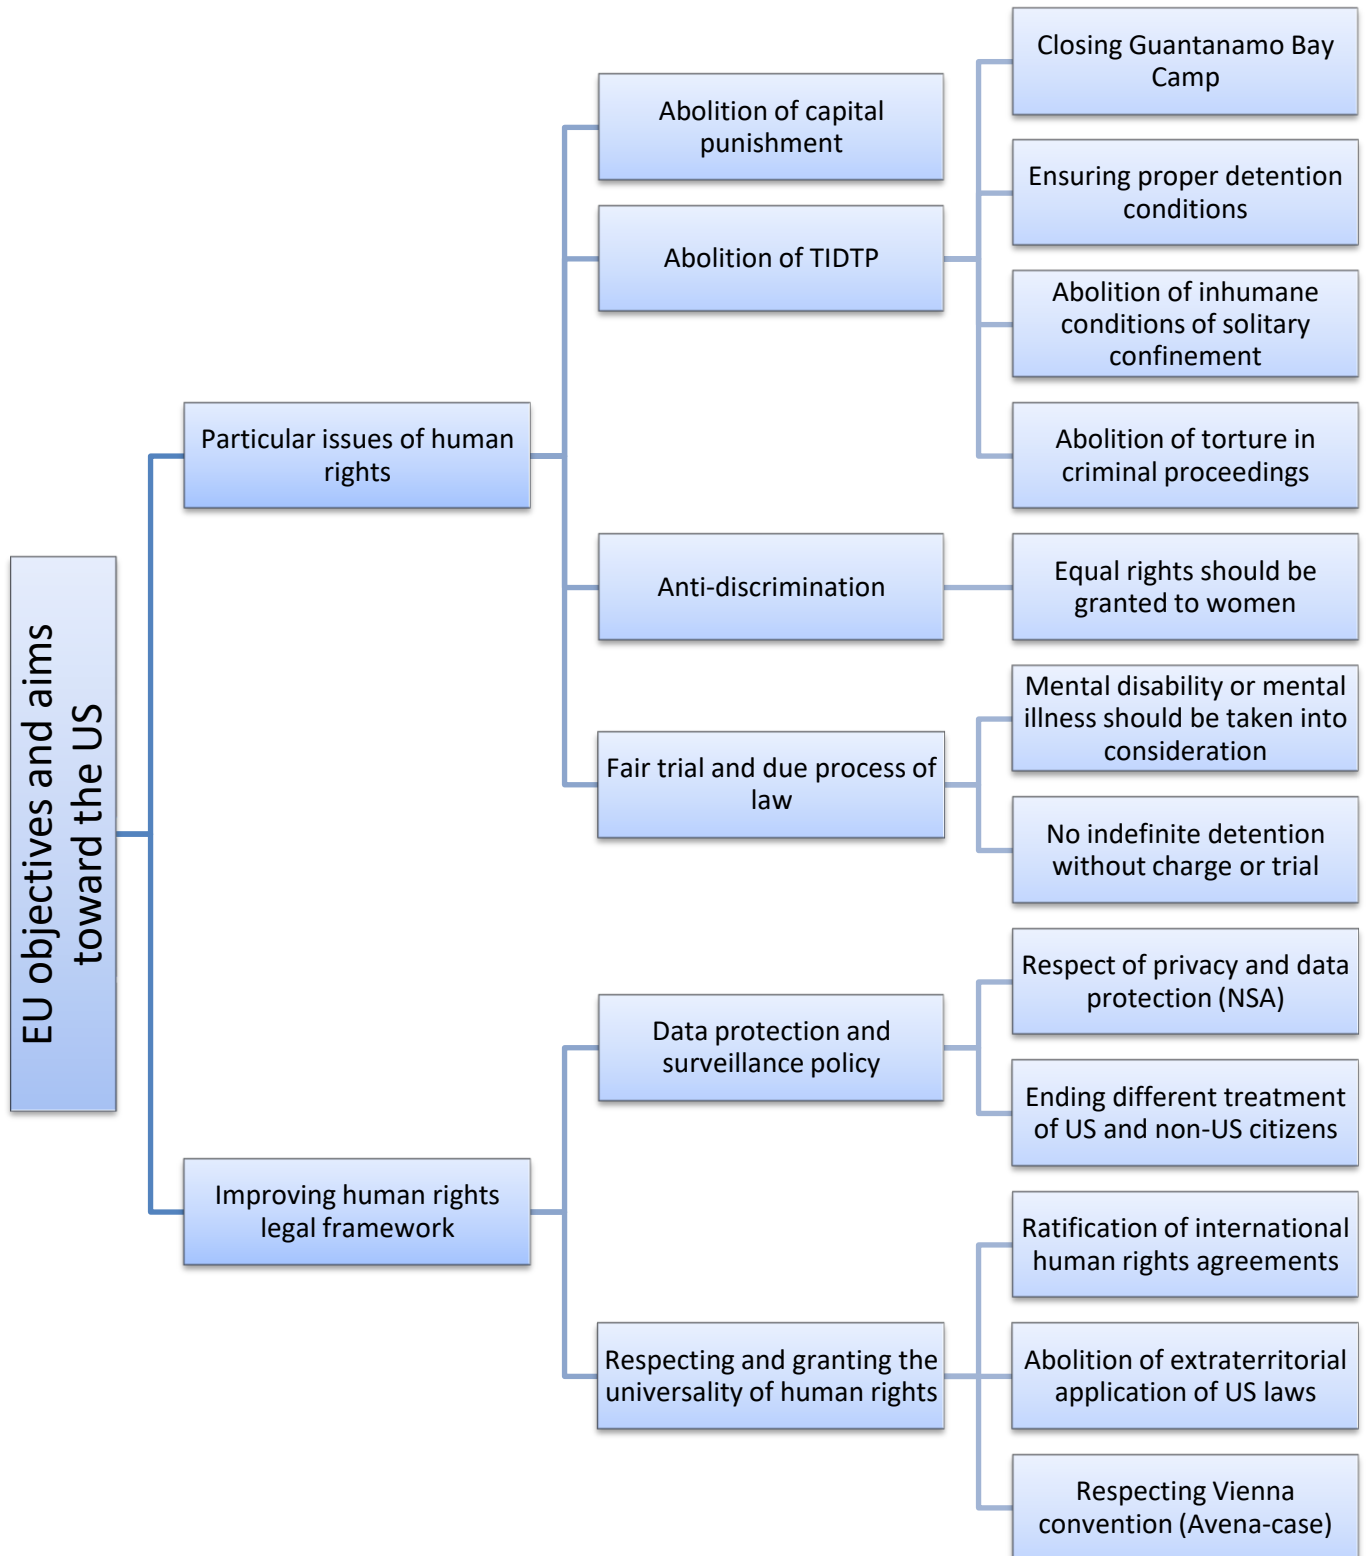 EU objectives and aims
toward the US
Particular issues of human
rights
Abolition of capital
punishment
Abolition of TIDTP
Closing Guantanamo Bay
Camp
Ensuring proper detention
conditions
Abolition of inhumane
conditions of solitary
confinement
Abolition of torture in
criminal proceedings
Anti-discrimination
Equal rights should be
granted to women
Fair trial and due process of
law
Mental disability or mental
illness should be taken into
consideration
No indefinite detention
without charge or trial
Improving human rights
legal framework
Data protection and
surveillance policy
Respect of privacy and data
protection (NSA)
Ending different treatment
of US and non-US citizens
Respecting and granting the
universality of human rights
Ratification of international
human rights agreements
Abolition of extraterritorial
application of US laws
Respecting Vienna
convention (Avena-case)